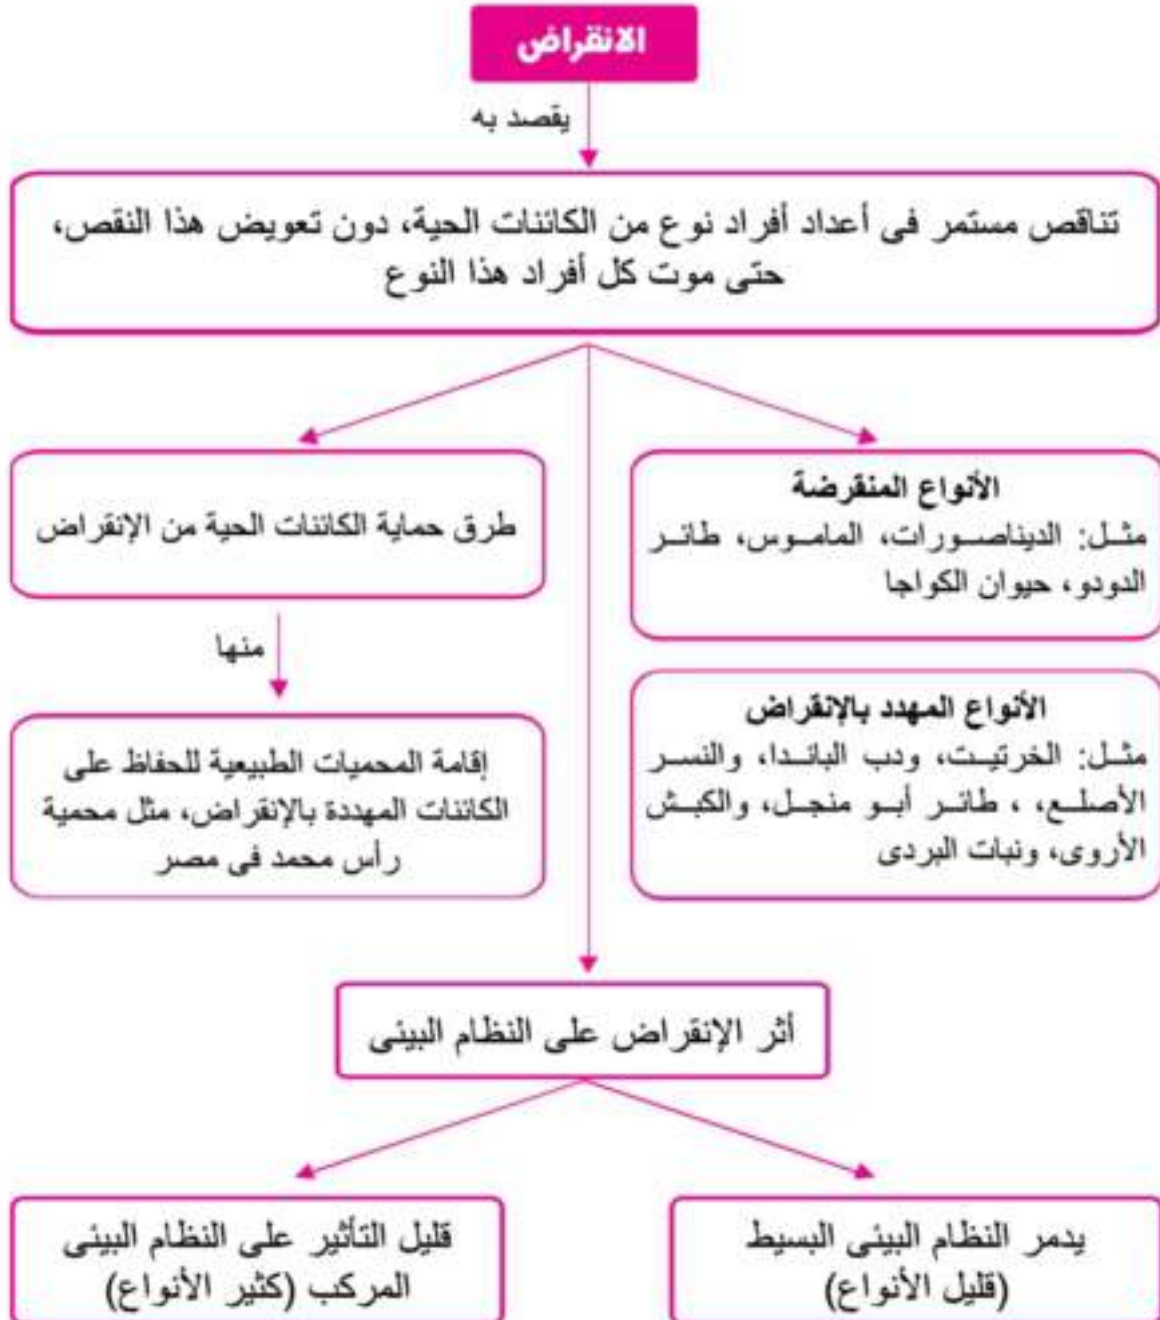 الانقراض
يقصد به
تناقص مستمر فى أعداد أفراد نوع من الكائنات الحية، دون تعويض هذا النقص،
حتى موت كل أفراد هذا النوع
الأنواع المنقرضة
مثل: الديناصورات، الماموس، طائر
الدودو، حيوان الكواجا
الأنواع المهدد بالإنقراض
مثل: الخرتيت، ودب الباندا، والنسر
الأصلع، ، طائر أبو منجل، والكبش
الأروى، ونبات البردى
طرق حماية الكائنات الحية من الإنقراض
منها
إقامة المحميات الطبيعية للحفاظ على
الكائنات المهددة بالإنقراض، مثل محمية
رأس محمد فى مصر
أثر الإنقراض على النظام البيئى
يدمر النظام البيئى البسيط
(قليل الأنواع)
قليل التأثير على النظام البيئى
المركب (كثير الأنواع)